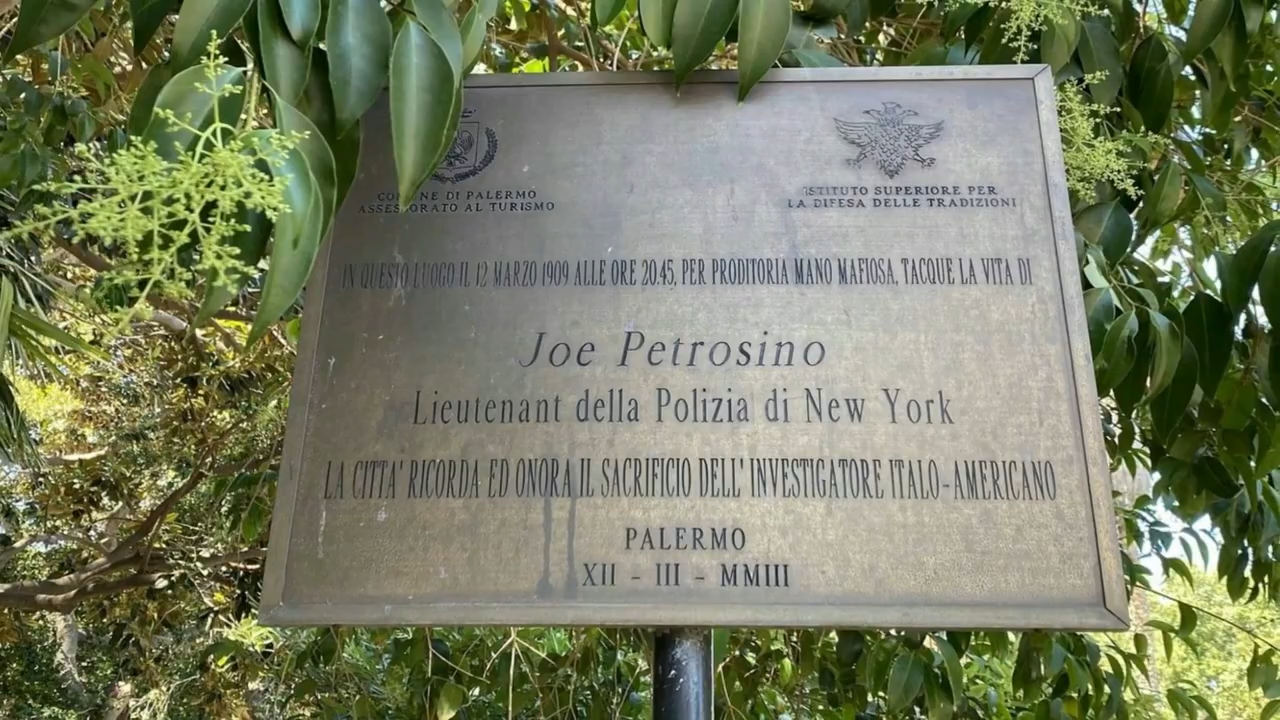 COMUNE DI PALERMO
ASSESSORATO AL TURISMO
ISTITUTO SUPERIORE PER
LA DIFESA DELLE TRADIZIONI
IN QUESTO LUOGO IL 12 MARZO 1909 ALLE ORE 20.45, PER PRODITORIA MANO MAFIOSA, TACQUE LA VITA DI
Joe Petrosino
Lieutenant della Polizia di New York
LA CITTA' RICORDA ED ONORA IL SACRIFICIO DELL' INVESTIGATORE ITALO-AMERICANO
PALERMO
XII - III - MMIII